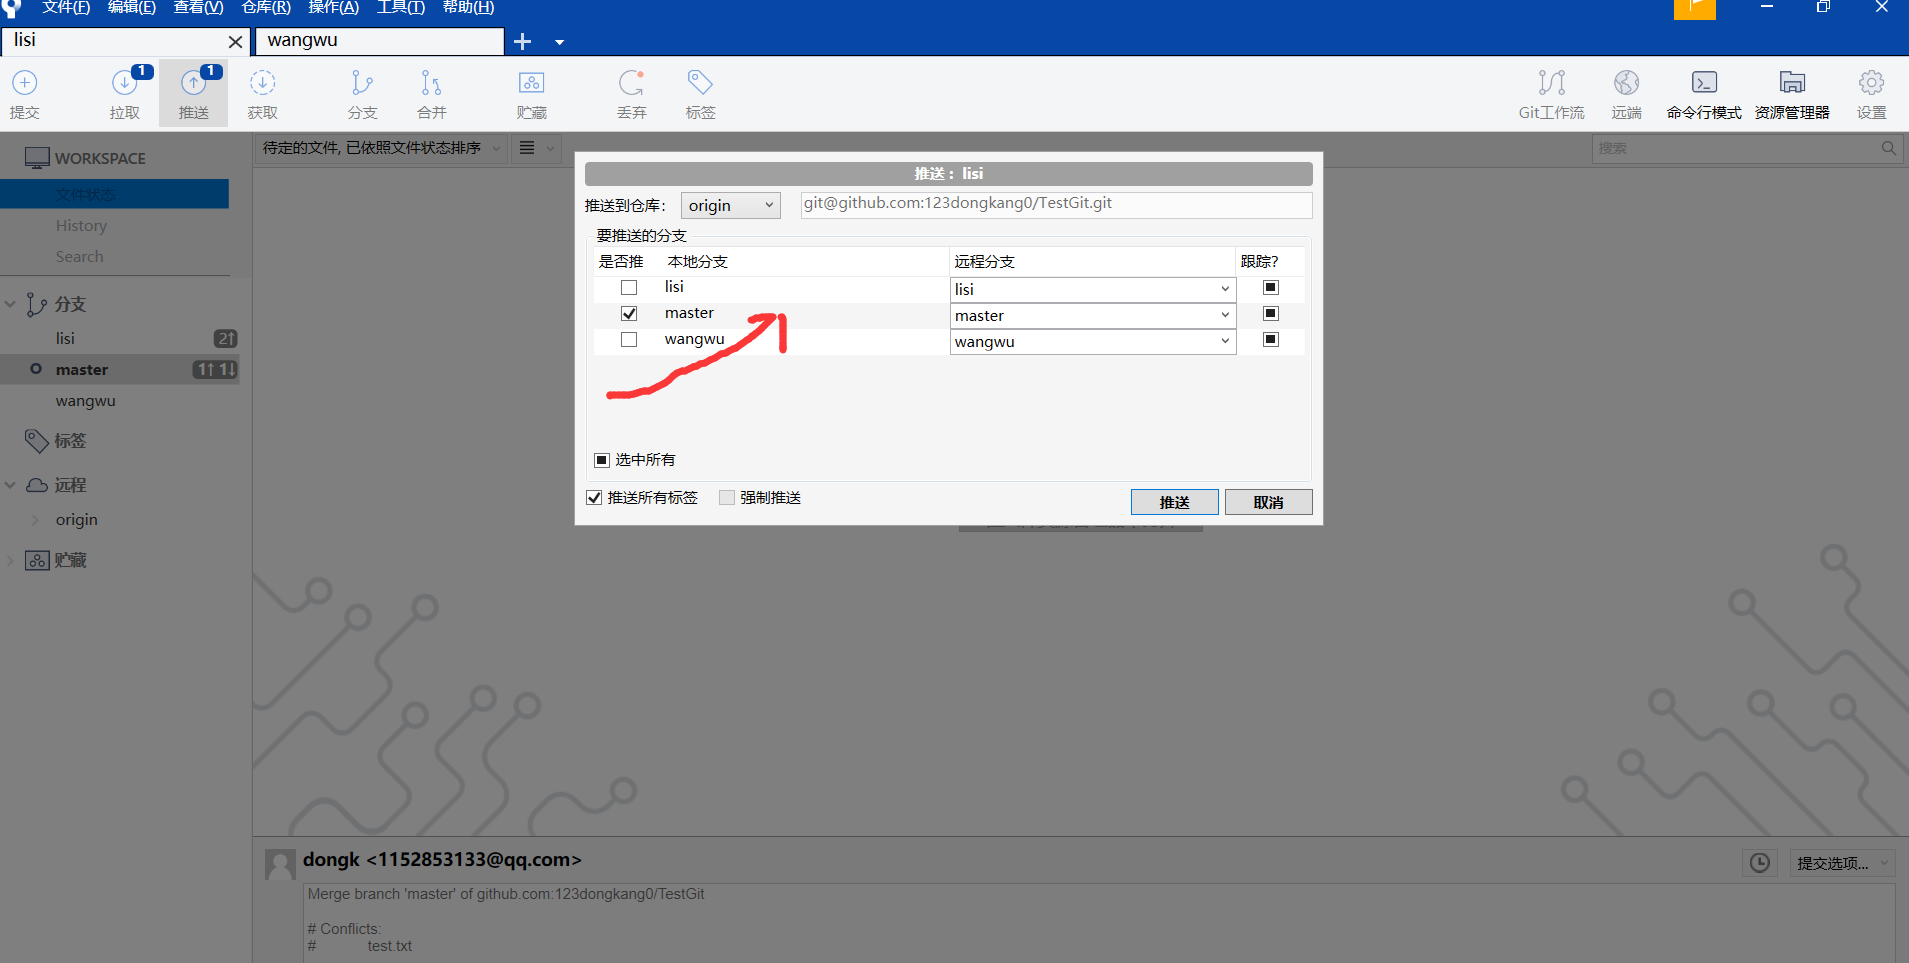 文件(F) 编辑(E) 查看(V) 仓库(R) 操作(A) 工具(T) 帮助(H)
lisi wangwu
1 1
提交 拉取 推送 获取 分支 合并 贮藏 丢弃 标签 Git工作流 远端 命令行模式 资源管理器 设置
WORKSPACE
待定的文件, 已依照文件状态排序
搜索
文件状态
History
Search
分支
lisi 2↑
master 1↑ 1↓
wangwu
标签
远程
origin
贮藏
推送 : lisi
推送到仓库: origin git@github.com:123dongkang0/TestGit.git
要推送的分支
是否推 本地分支 远程分支 跟踪?
lisi lisi
master master
wangwu wangwu
选中所有
推送所有标签 强制推送 推送 取消
dongk <1152853133@qq.com>
提交选项...
Merge branch 'master' of github.com:123dongkang0/TestGit
# Conflicts:
# test.txt